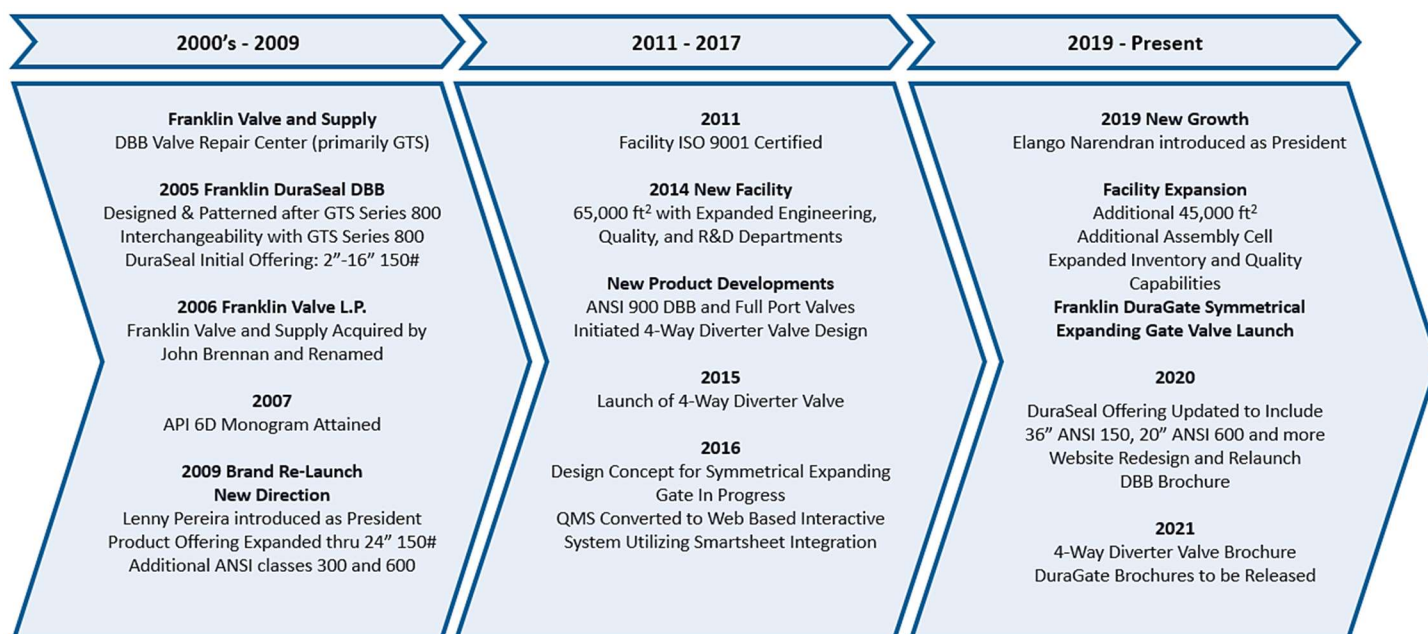 2000’s - 2009
Franklin Valve and Supply
DBB Valve Repair Center (primarily GTS)
2005 Franklin DuraSeal DBB
Designed & Patterned after GTS Series 800
Interchangeability with GTS Series 800
DuraSeal Initial Offering: 2”-16” 150#
2006 Franklin Valve L.P.
Franklin Valve and Supply Acquired by
John Brennan and Renamed
2007
API 6D Monogram Attained
2009 Brand Re-Launch
New Direction
Lenny Pereira introduced as President
Product Offering Expanded thru 24” 150#
Additional ANSI classes 300 and 600
2011 - 2017
2011
Facility ISO 9001 Certified
2014 New Facility
65,000 ft² with Expanded Engineering,
Quality, and R&D Departments
New Product Developments
ANSI 900 DBB and Full Port Valves
Initiated 4-Way Diverter Valve Design
2015
Launch of 4-Way Diverter Valve
2016
Design Concept for Symmetrical Expanding
Gate In Progress
QMS Converted to Web Based Interactive
System Utilizing Smartsheet Integration
2019 - Present
2019 New Growth
Elango Narendran introduced as President
Facility Expansion
Additional 45,000 ft²
Additional Assembly Cell
Expanded Inventory and Quality
Capabilities
Franklin DuraGate Symmetrical
Expanding Gate Valve Launch
2020
DuraSeal Offering Updated to Include
36” ANSI 150, 20” ANSI 600 and more
Website Redesign and Relaunch
DBB Brochure
2021
4-Way Diverter Valve Brochure
DuraGate Brochures to be Released